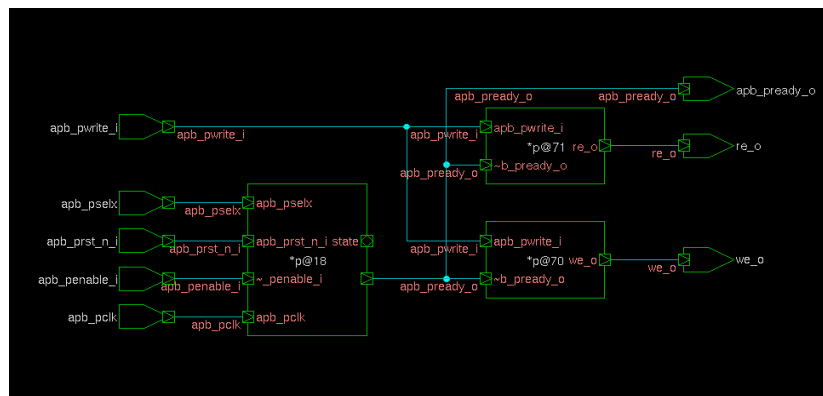 apb_pready_o
apb_pready_o
apb_pready_o
apb_pwrite_i
apb_pwrite_i
apb_pwrite_i
apb_pwrite_i
*p@71
re_o
re_o
re_o
apb_pready_o
~b_pready_o
apb_pselx
apb_pselx
apb_pselx
apb_prst_n_i
apb_prst_n_i
apb_prst_n_i
state
apb_pwrite_i
apb_pwrite_i
*p@18
*p@70
we_o
we_o
we_o
apb_penable_i
apb_penable_i
~_penable_i
apb_pready_o
~b_pready_o
apb_pclk
apb_pclk
apb_pclk